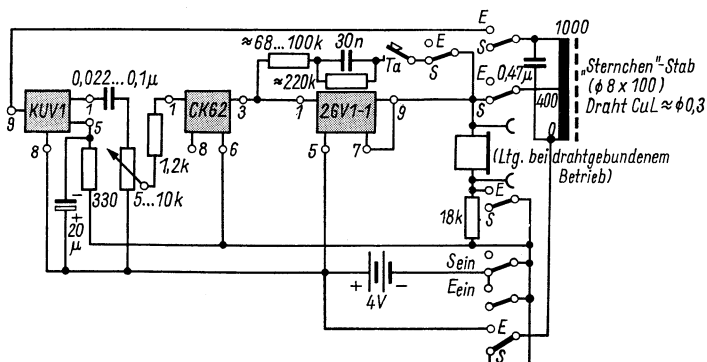 E
1000
≈68...100k
30n
E
S
"Sternchen"-Stab
(ϕ 8 x 100)
Draht CuL ≈ ϕ 0,3
0,022...0,1µ
≈220k
Ta
S
E
0,47µ
KUV1
1
1
CK62
3
1
2GV1-1
9
S
400
9
5
0
8
1,2k
8
6
5
7
(Ltg. bei drahtgebundenem
Betrieb)
330
5...10k
E
−
+
20
µ
18k
S
Sein
+
−
4V
Eein
E
S